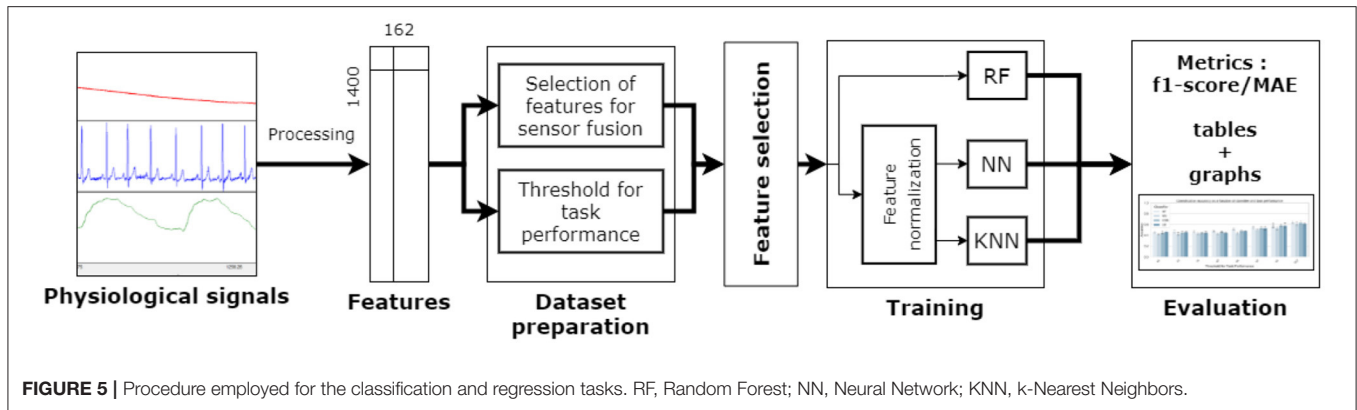 Processing
162
1400
Selection of
features for
sensor fusion
Threshold for
task
performance
Feature selection
RF
Feature
normalization
NN
KNN
Metrics :
f1-score/MAE
tables
+
graphs
Physiological signals
Features
Dataset
preparation
Training
Evaluation
FIGURE 5 | Procedure employed for the classification and regression tasks. RF, Random Forest; NN, Neural Network; KNN, k-Nearest Neighbors.